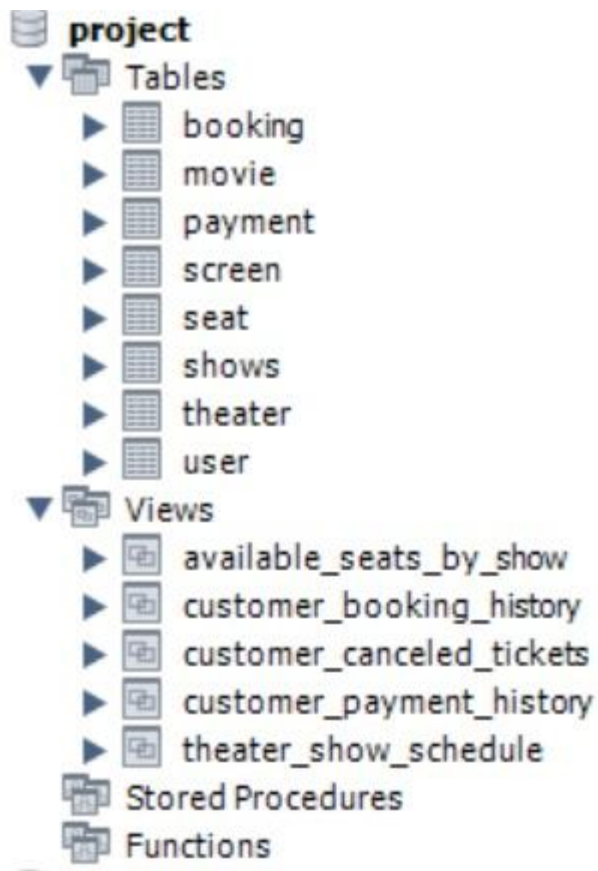 project
Tables
booking
movie
payment
screen
seat
shows
theater
user
Views
available_seats_by_show
customer_booking_history
customer_canceled_tickets
customer_payment_history
theater_show_schedule
Stored Procedures
Functions